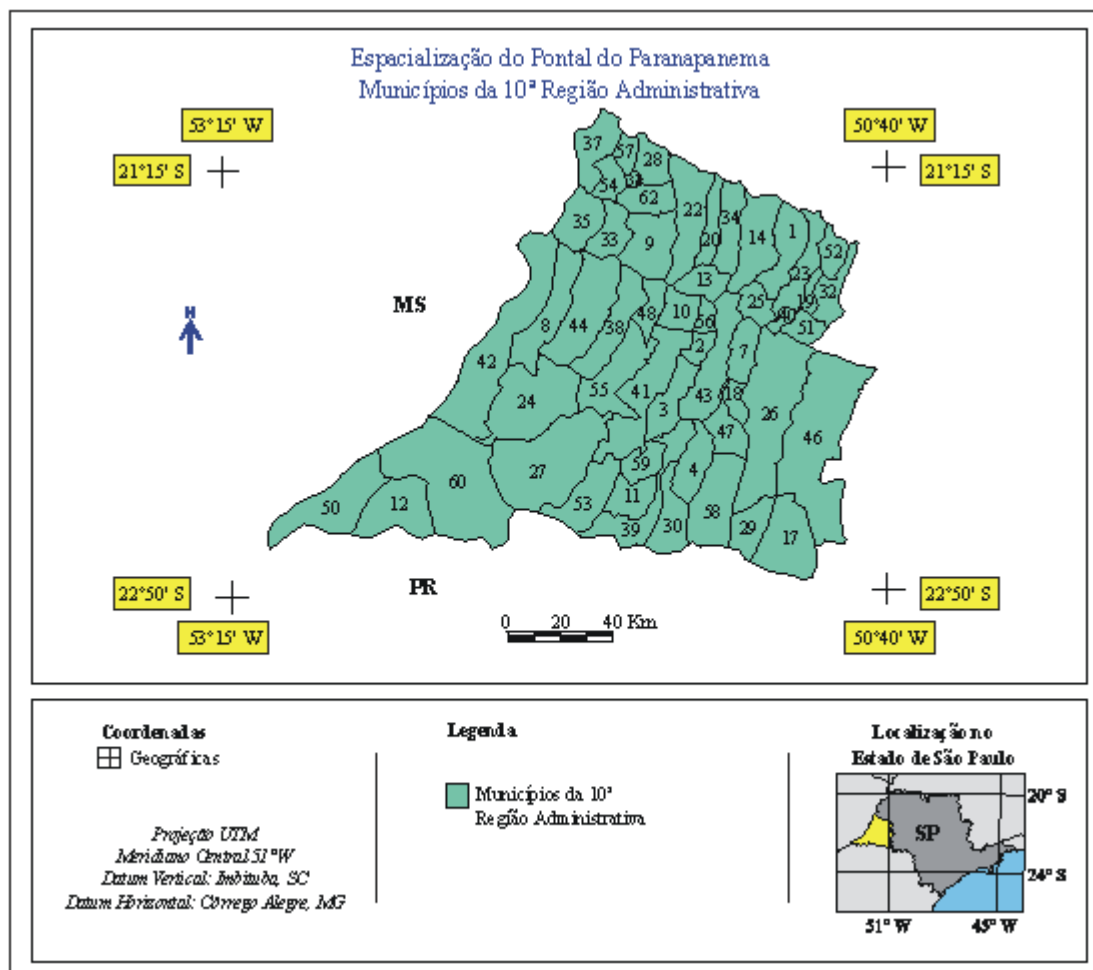 Espacialização do Pontal do Paranapanema
Municípios da 10ª Região Administrativa
53°15' W
50°40' W
21°15' S
21°15' S
37
57
28
54
62
22
34
1
35
33
9
20
14
52
23
13
32
25
19
MS
8
44
38
48
10
56
40
51
N
2
7
42
55
41
18
24
3
43
26
46
47
59
4
60
27
11
50
12
53
58
39
30
29
17
22°50' S
PR
22°50' S
53°15' W
0 20 40 Km
50°40' W
Coordenadas
Geográficas
Projeção UTM
Meridiano Central 51°W
Datum Vertical: Imbituba, SC
Datum Horizontal: Córrego Alegre, MG
Legenda
Municípios da 10ª
Região Administrativa
Localização no
Estado de São Paulo
20° S
SP
24° S
51° W
45° W